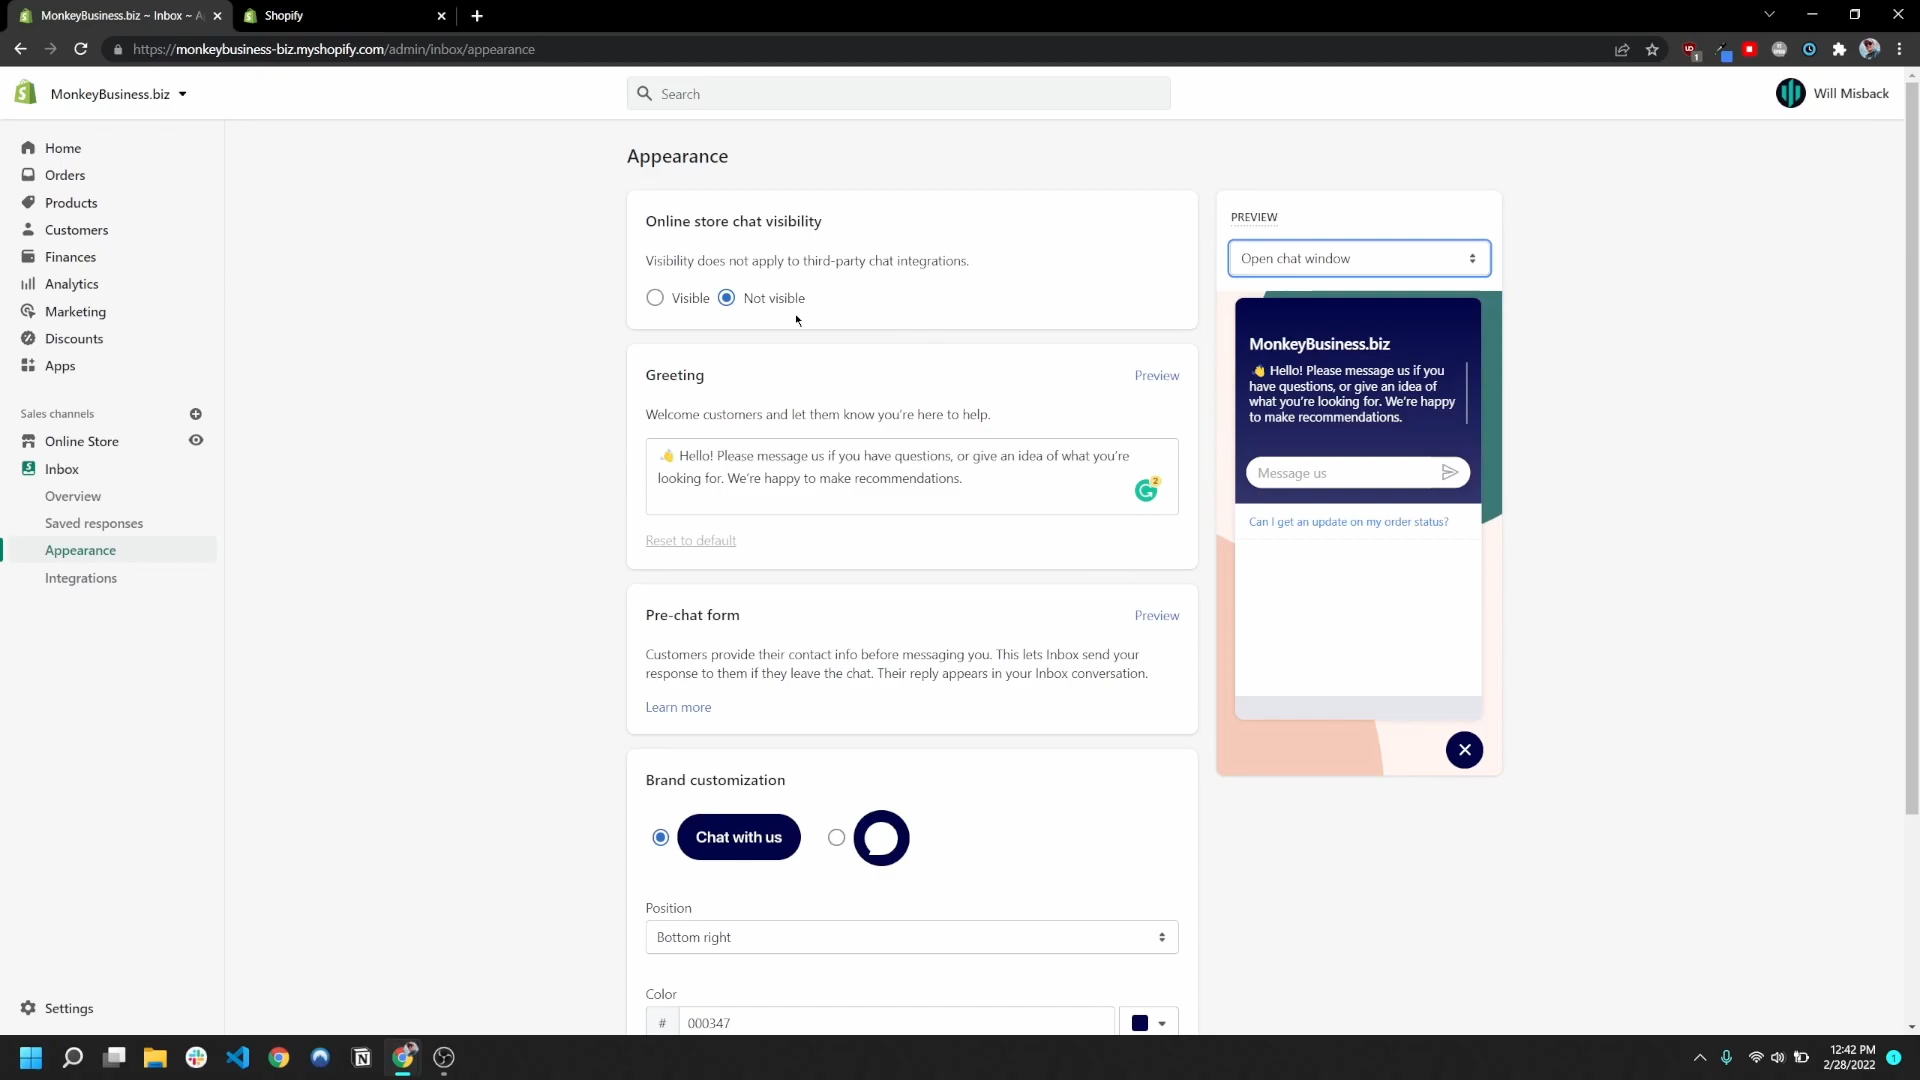 MonkeyBusiness.biz ~ Inbox ~ A
Shopify
https://monkeybusiness-biz.myshopify.com/admin/inbox/appearance
MonkeyBusiness.biz
Search
Will Misback
Home
Orders
Products
Customers
Finances
Analytics
Marketing
Discounts
Apps
Sales channels
Online Store
Inbox
Overview
Saved responses
Appearance
Integrations
Settings
Appearance
Online store chat visibility
Visibility does not apply to third-party chat integrations.
Visible
Not visible
Greeting
Preview
Welcome customers and let them know you're here to help.
👋 Hello! Please message us if you have questions, or give an idea of what you're
looking for. We're happy to make recommendations.
2
Reset to default
Pre-chat form
Preview
Customers provide their contact info before messaging you. This lets Inbox send your
response to them if they leave the chat. Their reply appears in your Inbox conversation.
Learn more
Brand customization
Chat with us
Position
Bottom right
Color
# 000347
PREVIEW
Open chat window
MonkeyBusiness.biz
👋 Hello! Please message us if you
have questions, or give an idea of
what you're looking for. We're happy
to make recommendations.
Message us
Can I get an update on my order status?
12:42 PM
2/28/2022
1